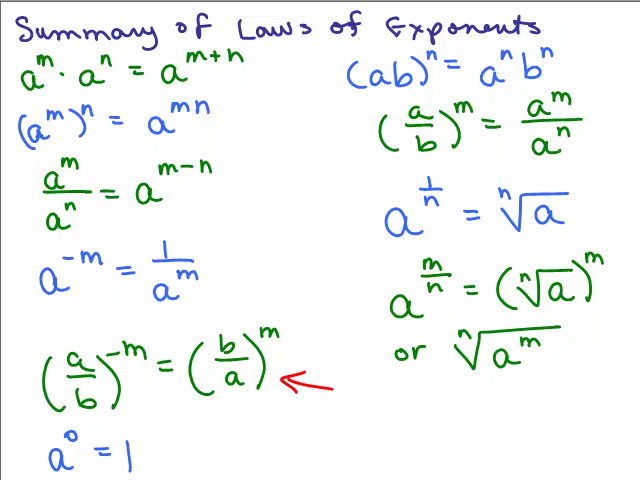 Summary of Laws of Exponents
a^m · a^n = a^{m+n}
(a^m)^n = a^{mn}
a^m/a^n = a^{m-n}
a^{-m} = 1/a^m
(a/b)^{-m} = (b/a)^m
a^0 = 1
(ab)^n = a^n b^n
(a/b)^m = a^m/a^n
a^{1/n} = ⁿ√a
a^{m/n} = (ⁿ√a)^m
or ⁿ√a^m